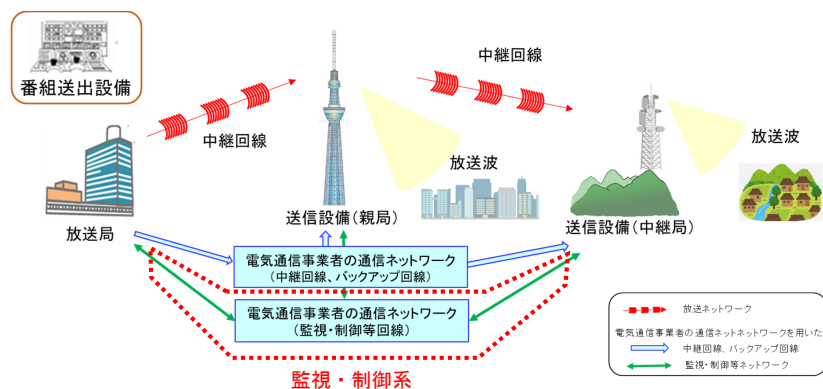 番組送出設備
中継回線
中継回線
放送波
放送波
放送局
送信設備(親局)
送信設備(中継局)
電気通信事業者の通信ネットワーク
(中継回線、バックアップ回線)
電気通信事業者の通信ネットワーク
(監視・制御等回線)
監視・制御系
放送ネットワーク
電気通信事業者の通信ネットネットワークを用いた
中継回線、バックアップ回線
監視・制御等ネットワーク